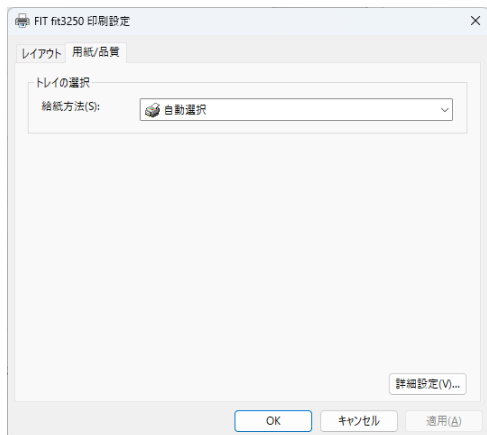 FIT fit3250 印刷設定
レイアウト 用紙/品質
トレイの選択
給紙方法(S): 自動選択
詳細設定(V)...
OK キャンセル 適用(A)